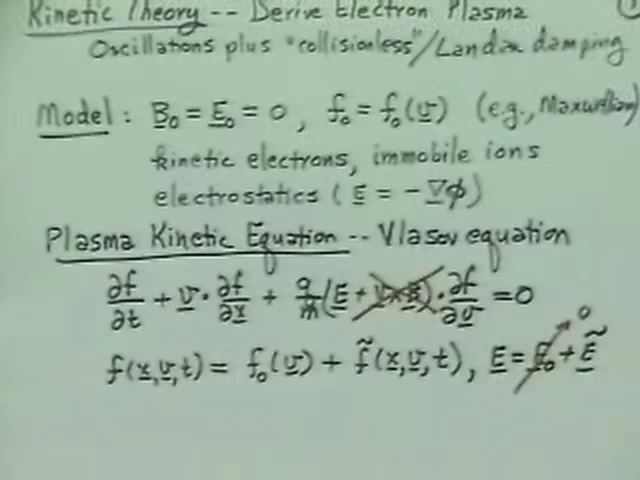 Kinetic Theory -- Derive Electron Plasma
Oscillations plus "collisionless"/Landau damping
Model: B₀ = E₀ = 0, f₀ = f₀(v) (e.g., Maxwellian)
kinetic electrons, immobile ions
electrostatics (E = -∇φ)
Plasma Kinetic Equation -- Vlasov equation
∂f/∂t + v · ∂f/∂x + q/m (E + v×B) · ∂f/∂v = 0
f(x,v,t) = f₀(v) + f̃(x,v,t), E = E₀ + Ẽ
0